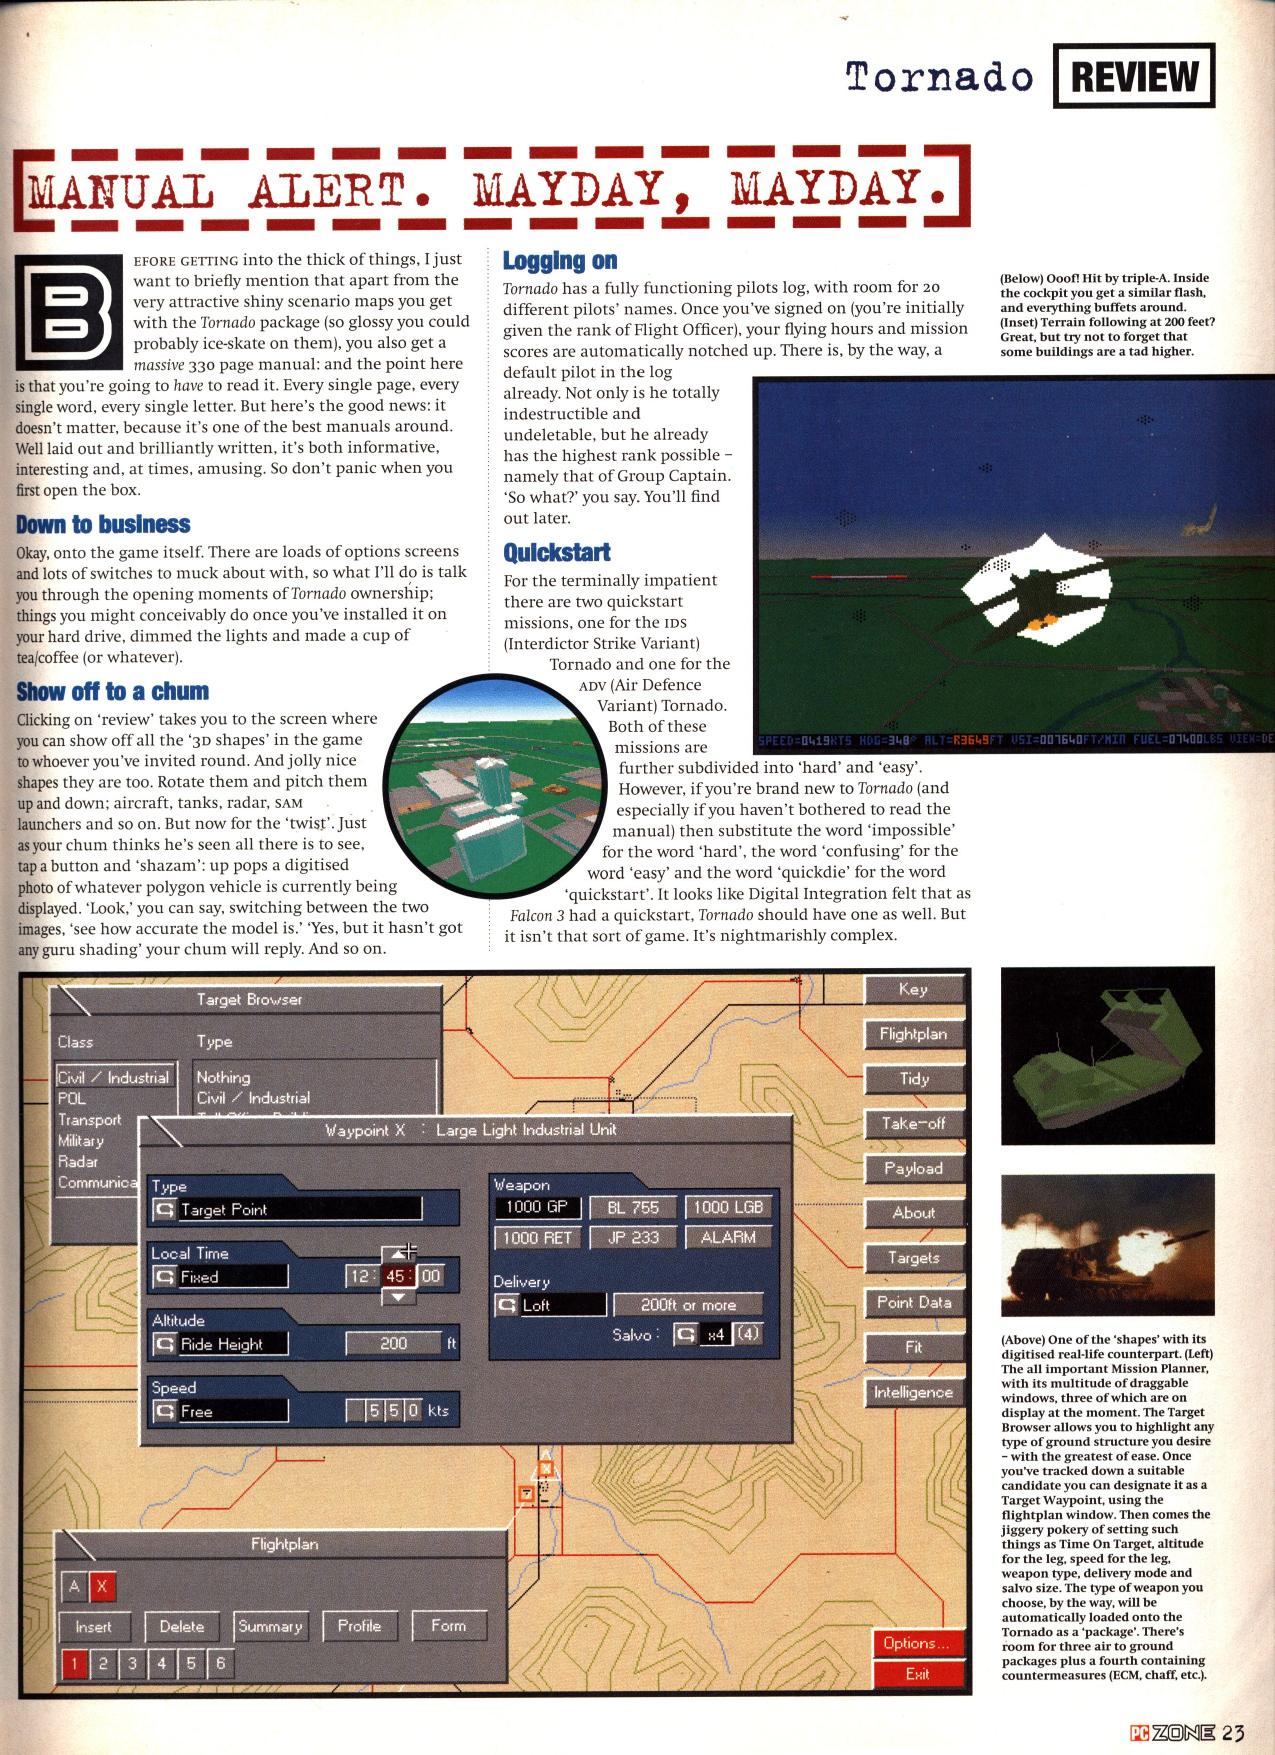 Tornado REVIEW
MANUAL ALERT. MAYDAY, MAYDAY.
BEFORE GETTING into the thick of things, I just
want to briefly mention that apart from the
very attractive shiny scenario maps you get
with the Tornado package (so glossy you could
probably ice-skate on them), you also get a
massive 330 page manual: and the point here
is that you're going to have to read it. Every single page, every
single word, every single letter. But here's the good news: it
doesn't matter, because it's one of the best manuals around.
Well laid out and brilliantly written, it's both informative,
interesting and, at times, amusing. So don't panic when you
first open the box.
Down to business
Okay, onto the game itself. There are loads of options screens
and lots of switches to muck about with, so what I'll do is talk
you through the opening moments of Tornado ownership;
things you might conceivably do once you've installed it on
your hard drive, dimmed the lights and made a cup of
tea/coffee (or whatever).
Show off to a chum
Clicking on 'review' takes you to the screen where
you can show off all the '3D shapes' in the game
to whoever you've invited round. And jolly nice
shapes they are too. Rotate them and pitch them
up and down; aircraft, tanks, radar, SAM
launchers and so on. But now for the 'twist'. Just
as your chum thinks he's seen all there is to see,
tap a button and 'shazam': up pops a digitised
photo of whatever polygon vehicle is currently being
displayed. 'Look,' you can say, switching between the two
images, 'see how accurate the model is.' 'Yes, but it hasn't got
any guru shading' your chum will reply. And so on.
Logging on
Tornado has a fully functioning pilots log, with room for 20
different pilots' names. Once you've signed on (you're initially
given the rank of Flight Officer), your flying hours and mission
scores are automatically notched up. There is, by the way, a
default pilot in the log
already. Not only is he totally
indestructible and
undeletable, but he already
has the highest rank possible –
namely that of Group Captain.
'So what?' you say. You'll find
out later.
Quickstart
For the terminally impatient
there are two quickstart
missions, one for the IDS
(Interdictor Strike Variant)
Tornado and one for the
ADV (Air Defence
Variant) Tornado.
Both of these
missions are
further subdivided into 'hard' and 'easy'.
However, if you're brand new to Tornado (and
especially if you haven't bothered to read the
manual) then substitute the word 'impossible'
for the word 'hard', the word 'confusing' for the
word 'easy' and the word 'quickdie' for the word
'quickstart'. It looks like Digital Integration felt that as
Falcon 3 had a quickstart, Tornado should have one as well. But
it isn't that sort of game. It's nightmarishly complex.
(Below) Ooof! Hit by triple-A. Inside
the cockpit you get a similar flash,
and everything buffets around.
(Inset) Terrain following at 200 feet?
Great, but try not to forget that
some buildings are a tad higher.
SPEED=0419KTS HDG=348° ALT=R3649FT VSI=007640FT/MIN FUEL=07400LBS VIEW=DE
Target Browser
Class Type
Civil / Industrial Nothing
POL Civil / Industrial
Transport
Military
Radar
Communica
Waypoint X : Large Light Industrial Unit
Type
Target Point
Local Time
Fixed 12: 45: 00
Altitude
Ride Height 200 ft
Speed
Free 550 kts
Weapon
1000 GP BL 755 1000 LGB
1000 RET JP 233 ALARM
Delivery
Loft 200ft or more
Salvo: x4 (4)
Key
Flightplan
Tidy
Take-off
Payload
About
Targets
Point Data
Fit
Intelligence
Flightplan
A X
Insert Delete Summary Profile Form
1 2 3 4 5 6
Options...
Exit
(Above) One of the 'shapes' with its
digitised real-life counterpart. (Left)
The all important Mission Planner,
with its multitude of draggable
windows, three of which are on
display at the moment. The Target
Browser allows you to highlight any
type of ground structure you desire
– with the greatest of ease. Once
you've tracked down a suitable
candidate you can designate it as a
Target Waypoint, using the
flightplan window. Then comes the
jiggery pokery of setting such
things as Time On Target, altitude
for the leg, speed for the leg,
weapon type, delivery mode and
salvo size. The type of weapon you
choose, by the way, will be
automatically loaded onto the
Tornado as a 'package'. There's
room for three air to ground
packages plus a fourth containing
countermeasures (ECM, chaff, etc.).
PC ZONE 23